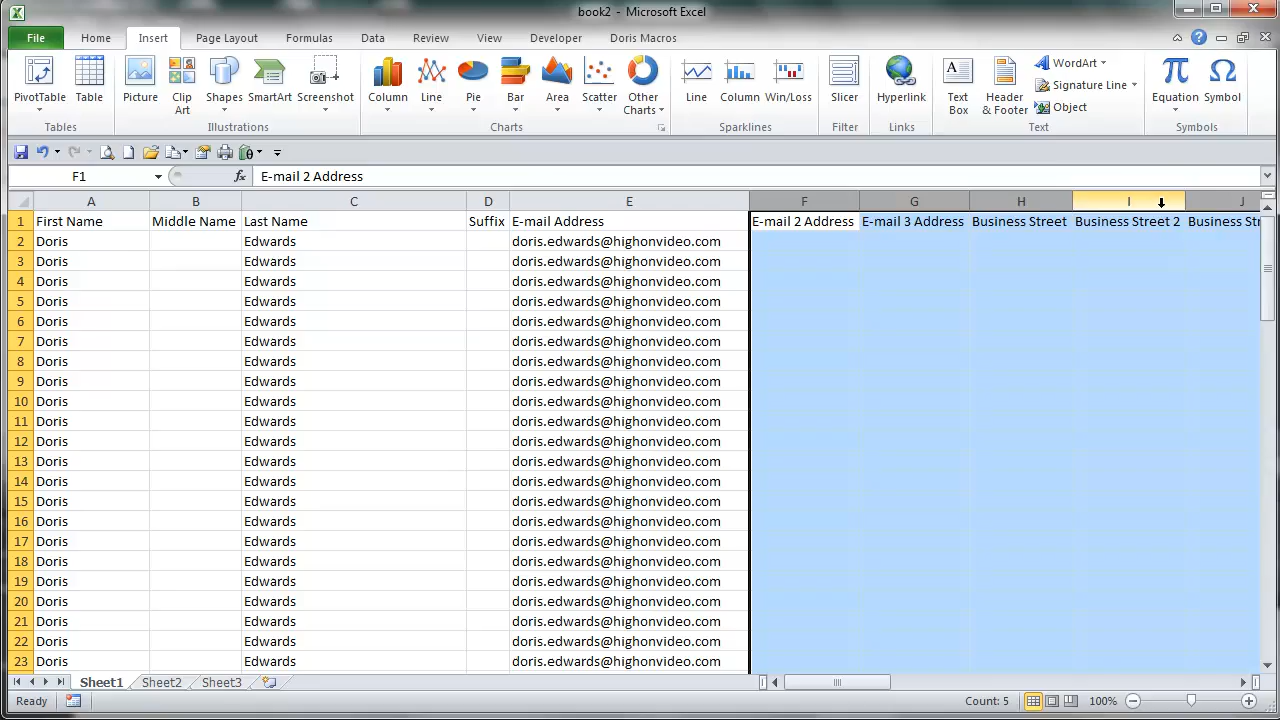 book2 - Microsoft Excel
File Home Insert Page Layout Formulas Data Review View Developer Doris Macros
PivotTable Table Picture Clip Art Shapes SmartArt Screenshot Column Line Pie Bar Area Scatter Other Charts Line Column Win/Loss Slicer Hyperlink Text Box Header & Footer WordArt Signature Line Object Equation Symbol
Tables Illustrations Charts Sparklines Filter Links Text Symbols
F1 fx E-mail 2 Address
A B C D E F G H I J
1 First Name Middle Name Last Name Suffix E-mail Address E-mail 2 Address E-mail 3 Address Business Street Business Street 2 Business Str
2 Doris Edwards doris.edwards@highonvideo.com
3 Doris Edwards doris.edwards@highonvideo.com
4 Doris Edwards doris.edwards@highonvideo.com
5 Doris Edwards doris.edwards@highonvideo.com
6 Doris Edwards doris.edwards@highonvideo.com
7 Doris Edwards doris.edwards@highonvideo.com
8 Doris Edwards doris.edwards@highonvideo.com
9 Doris Edwards doris.edwards@highonvideo.com
10 Doris Edwards doris.edwards@highonvideo.com
11 Doris Edwards doris.edwards@highonvideo.com
12 Doris Edwards doris.edwards@highonvideo.com
13 Doris Edwards doris.edwards@highonvideo.com
14 Doris Edwards doris.edwards@highonvideo.com
15 Doris Edwards doris.edwards@highonvideo.com
16 Doris Edwards doris.edwards@highonvideo.com
17 Doris Edwards doris.edwards@highonvideo.com
18 Doris Edwards doris.edwards@highonvideo.com
19 Doris Edwards doris.edwards@highonvideo.com
20 Doris Edwards doris.edwards@highonvideo.com
21 Doris Edwards doris.edwards@highonvideo.com
22 Doris Edwards doris.edwards@highonvideo.com
23 Doris Edwards doris.edwards@highonvideo.com
Sheet1 Sheet2 Sheet3
Ready Count: 5 100%